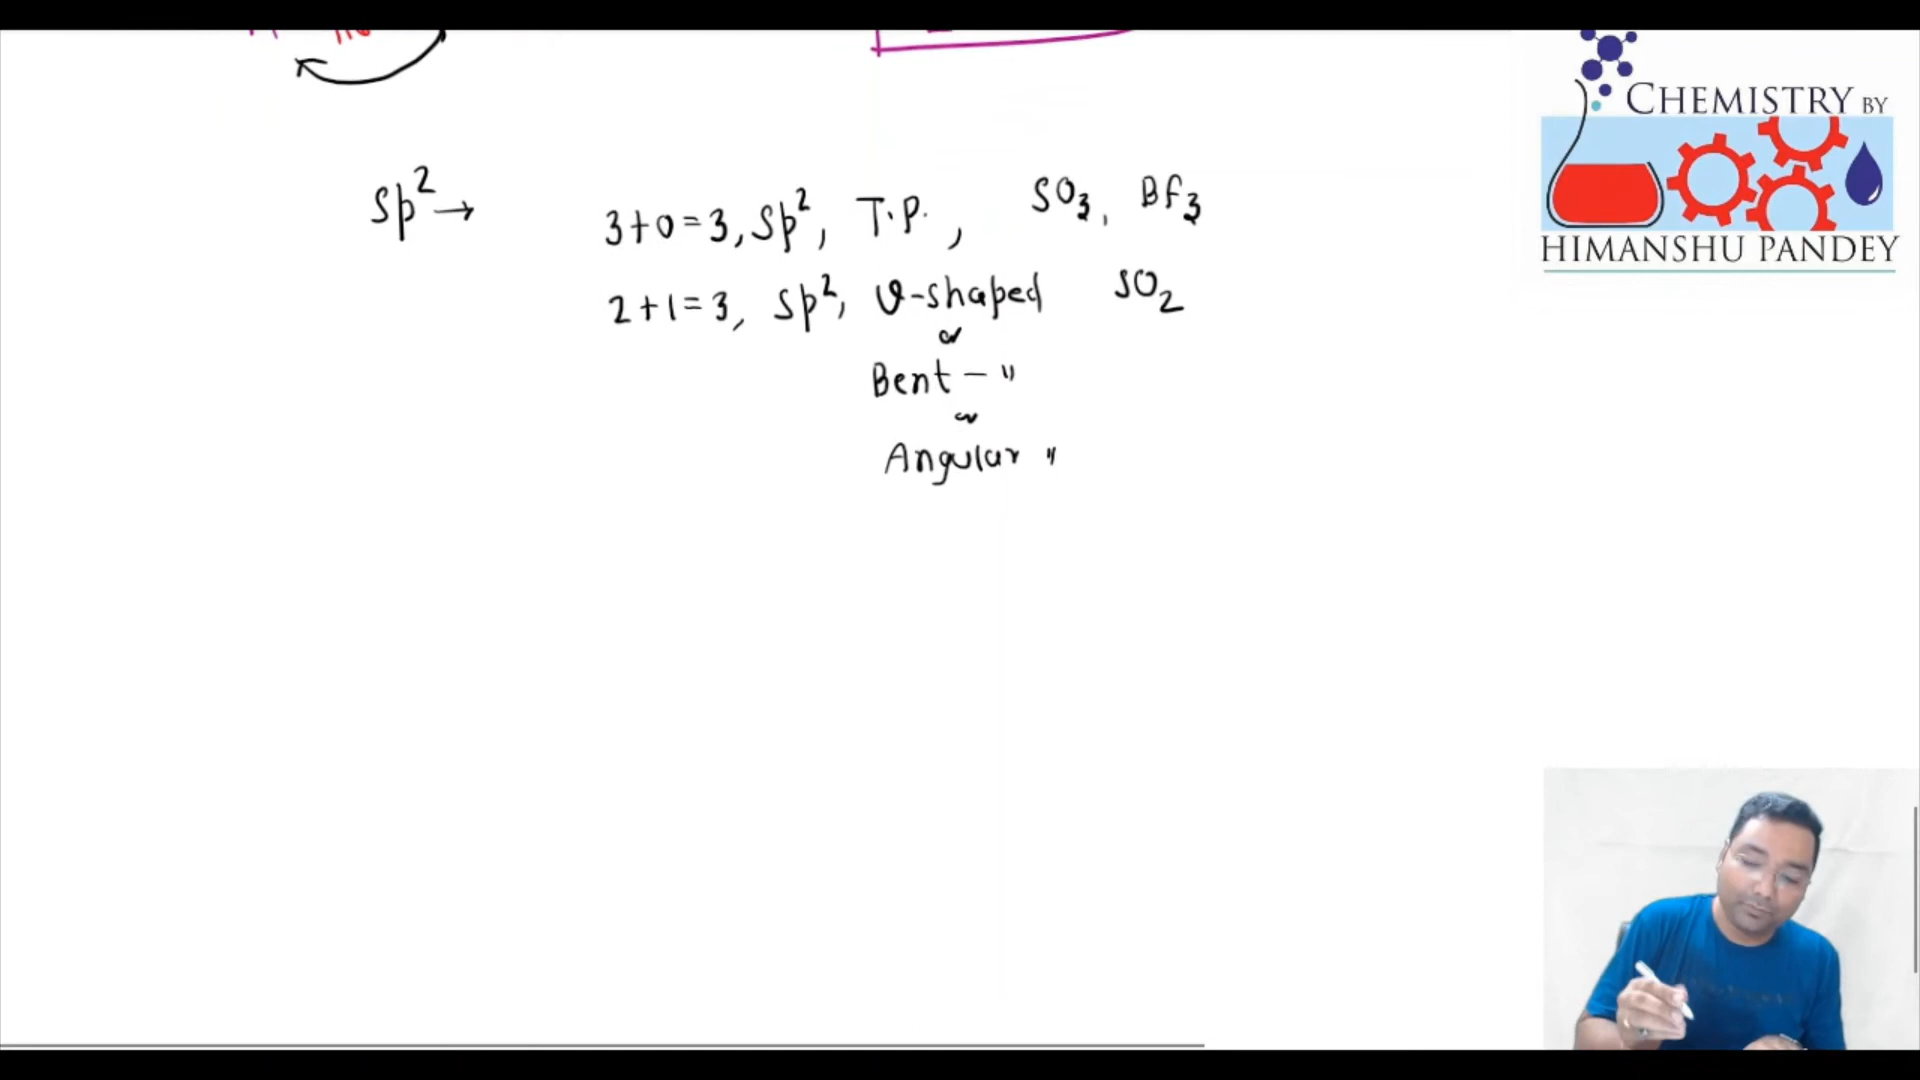 CHEMISTRY BY
HIMANSHU PANDEY
Sp² → 3+0=3, Sp², T.P., SO₃, BF₃
2+1=3, Sp², V-shaped SO₂
or
Bent – "
or
Angular "